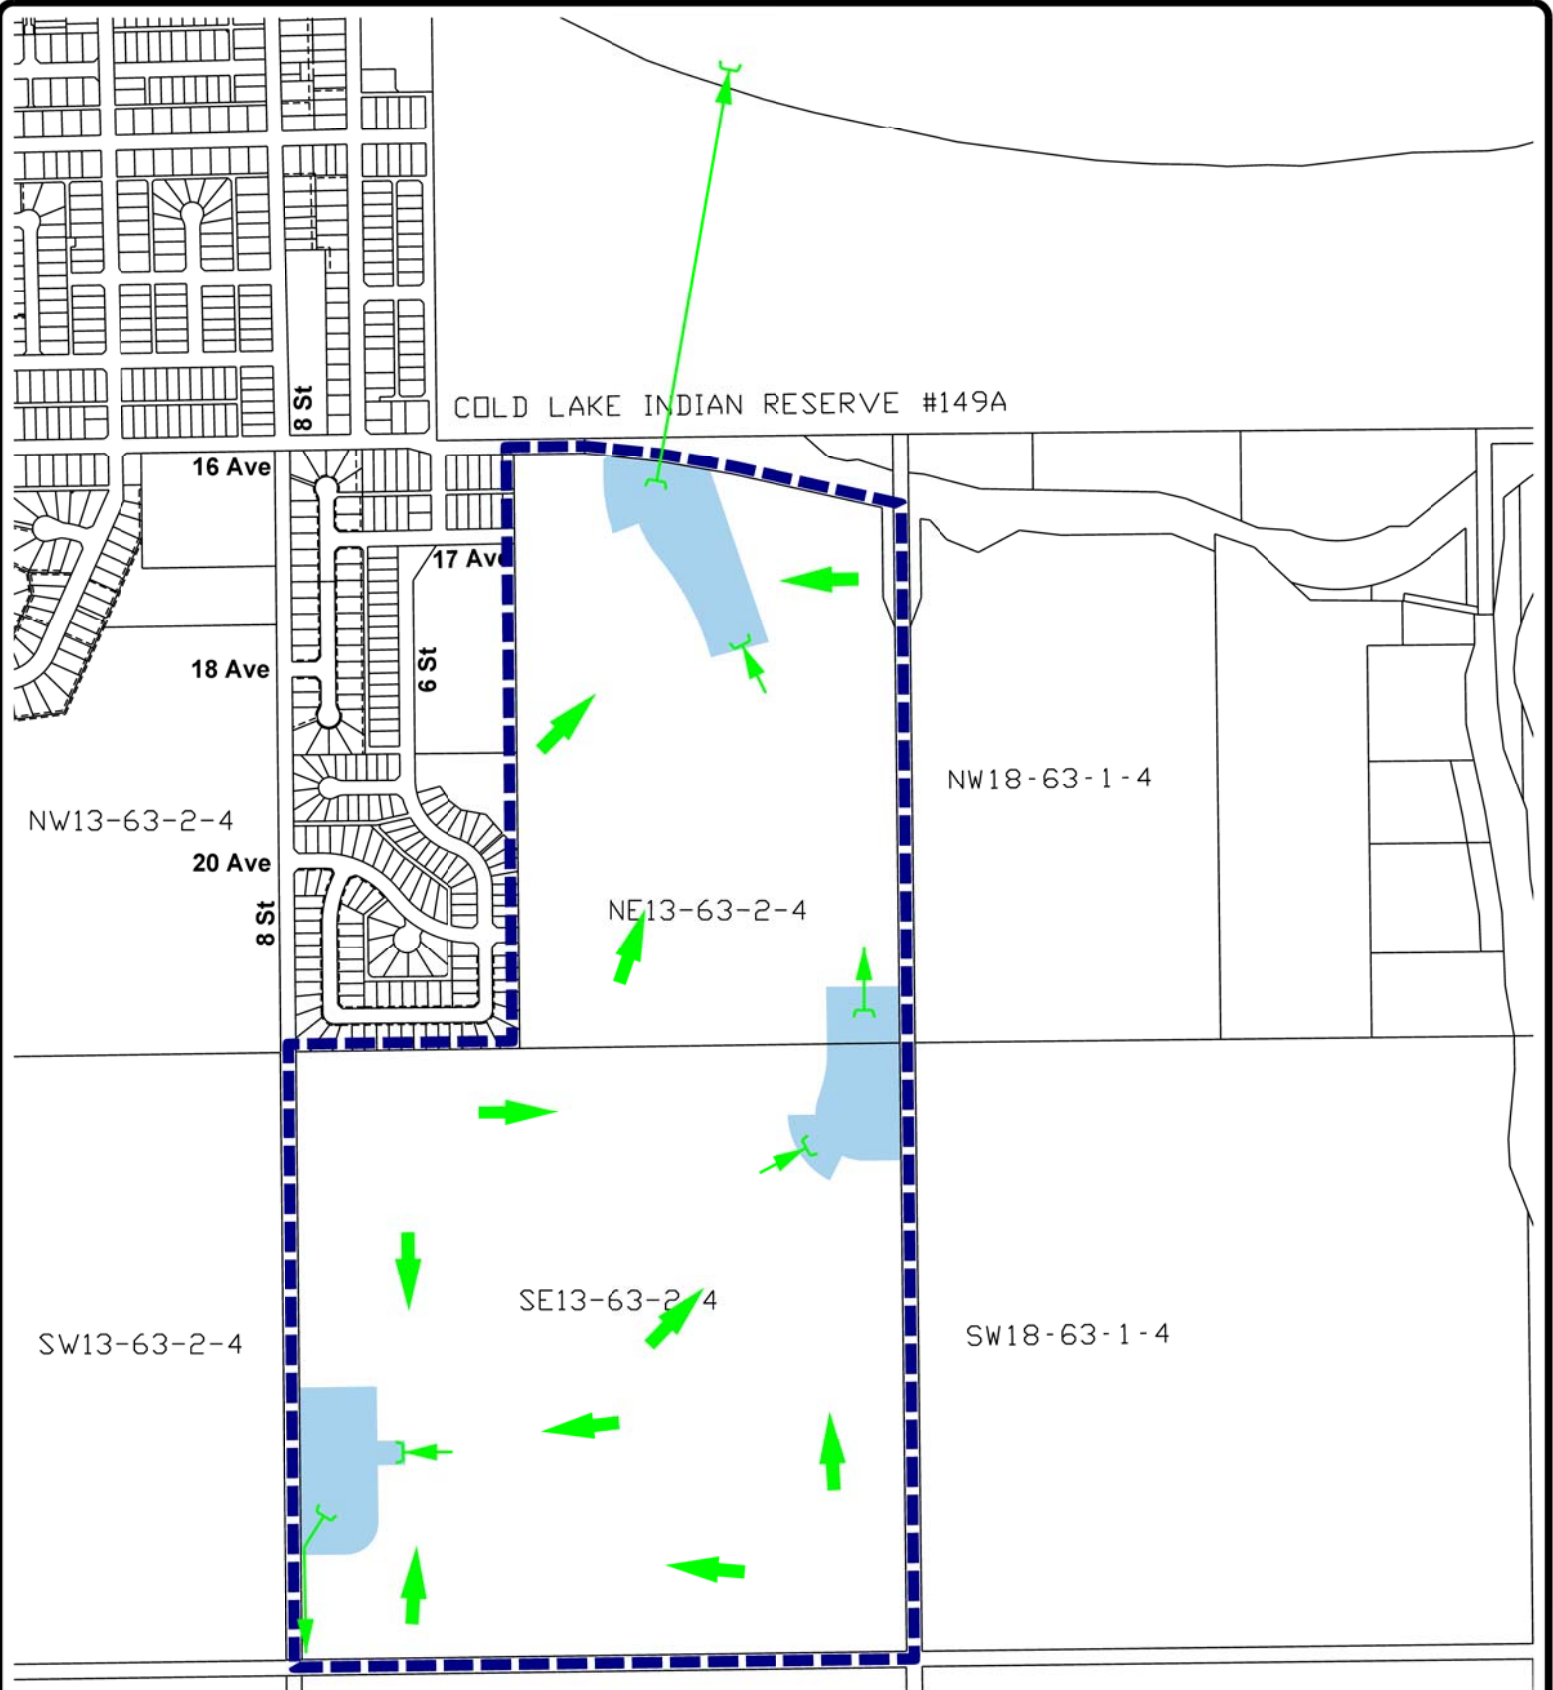 8 St
COLD LAKE INDIAN RESERVE #149A
16 Ave
17 Ave
6 St
18 Ave
NW18-63-1-4
NW13-63-2-4
20 Ave
NE13-63-2-4
8 St
SE13-63-2-4
SW18-63-1-4
SW13-63-2-4